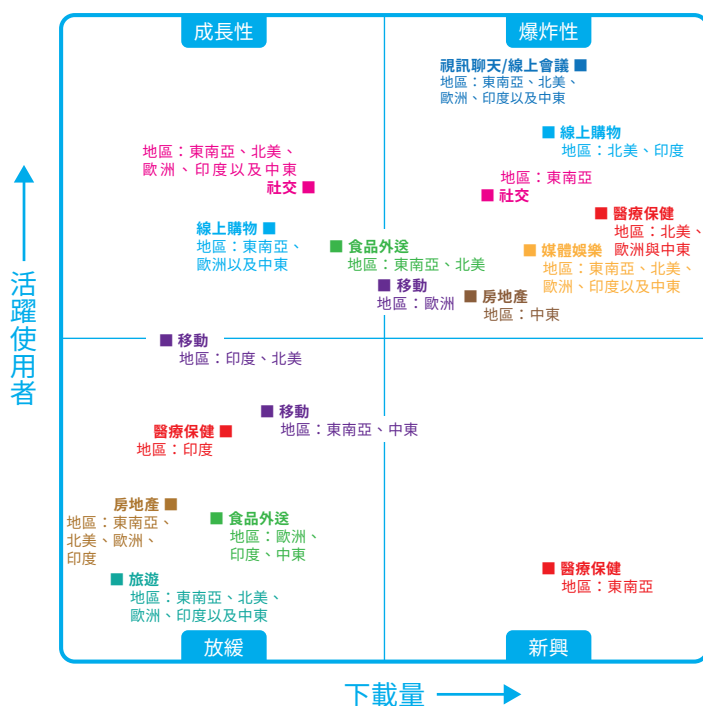 成長性
爆炸性
視訊聊天/線上會議
地區：東南亞、北美、
歐洲、印度以及中東
線上購物
地區：北美、印度
地區：東南亞、北美、
歐洲、印度以及中東
社交
地區：東南亞
社交
醫療保健
地區：北美、
歐洲與中東
線上購物
地區：東南亞、
歐洲以及中東
食品外送
地區：東南亞、北美
媒體娛樂
地區：東南亞、北美、
歐洲、印度以及中東
移動
地區：歐洲
房地產
地區：中東
活躍使用者
移動
地區：印度、北美
移動
地區：東南亞、中東
醫療保健
地區：印度
房地產
地區：東南亞、
北美、歐洲、
印度
食品外送
地區：歐洲、
印度、中東
旅遊
地區：東南亞、北美、
歐洲、印度以及中東
醫療保健
地區：東南亞
放緩
新興
下載量